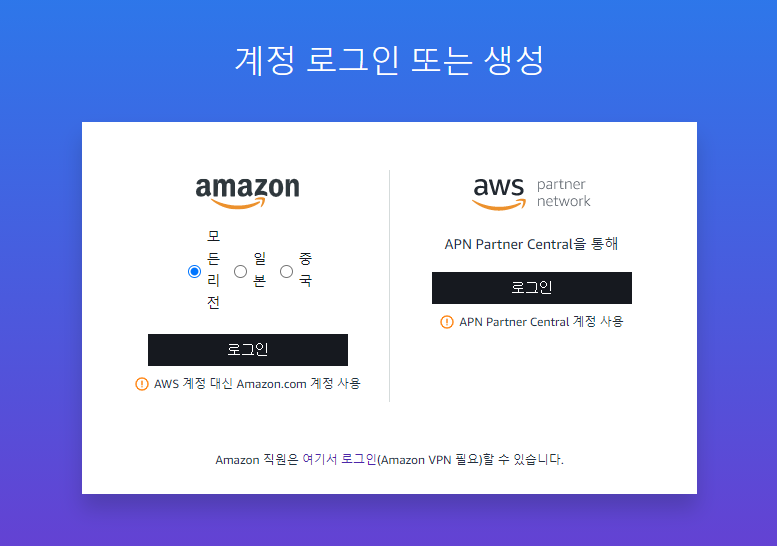 계정 로그인 또는 생성
amazon
모든리전
일본
중국
로그인
AWS 계정 대신 Amazon.com 계정 사용
aws partner network
APN Partner Central을 통해
로그인
APN Partner Central 계정 사용
Amazon 직원은 여기서 로그인(Amazon VPN 필요)할 수 있습니다.